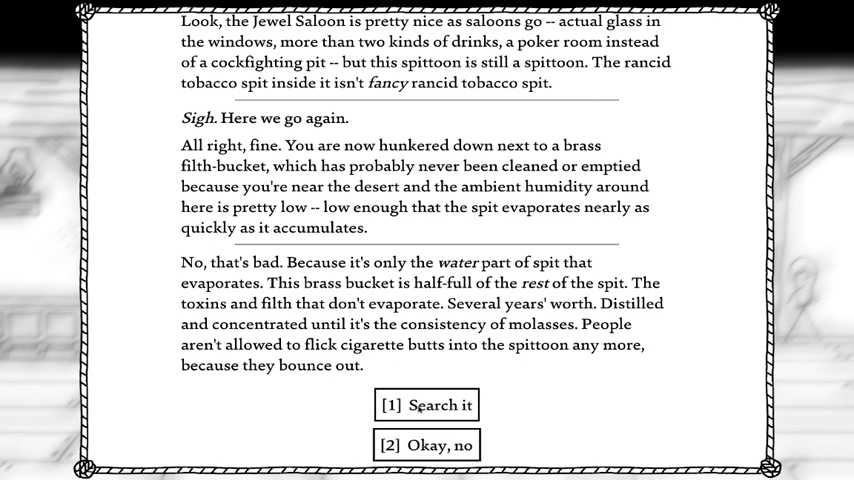 Look, the Jewel Saloon is pretty nice as saloons go -- actual glass in
the windows, more than two kinds of drinks, a poker room instead
of a cockfighting pit -- but this spittoon is still a spittoon. The rancid
tobacco spit inside it isn't fancy rancid tobacco spit.
Sigh. Here we go again.
All right, fine. You are now hunkered down next to a brass
filth-bucket, which has probably never been cleaned or emptied
because you're near the desert and the ambient humidity around
here is pretty low -- low enough that the spit evaporates nearly as
quickly as it accumulates.
No, that's bad. Because it's only the water part of spit that
evaporates. This brass bucket is half-full of the rest of the spit. The
toxins and filth that don't evaporate. Several years' worth. Distilled
and concentrated until it's the consistency of molasses. People
aren't allowed to flick cigarette butts into the spittoon any more,
because they bounce out.
[1] Search it
[2] Okay, no